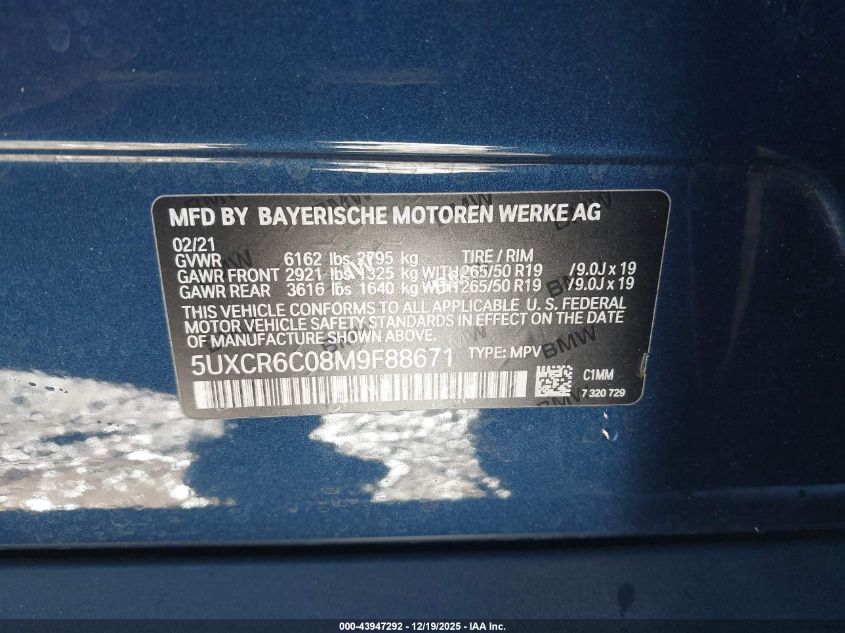 MFD BY BAYERISCHE MOTOREN WERKE AG
02/21
GVWR 6162 lbs 2795 kg TIRE / RIM
GAWR FRONT 2921 lbs 1325 kg WITH 265/50 R19 /9.0J x 19
GAWR REAR 3616 lbs 1640 kg WITH 265/50 R19 /9.0J x 19
THIS VEHICLE CONFORMS TO ALL APPLICABLE U. S. FEDERAL
MOTOR VEHICLE SAFETY STANDARDS IN EFFECT ON THE DATE
OF MANUFACTURE SHOWN ABOVE.
5UXCR6C08M9F88671 TYPE: MPV
C1MM
7 320 729
000-43947292 - 12/19/2025 - IAA Inc.